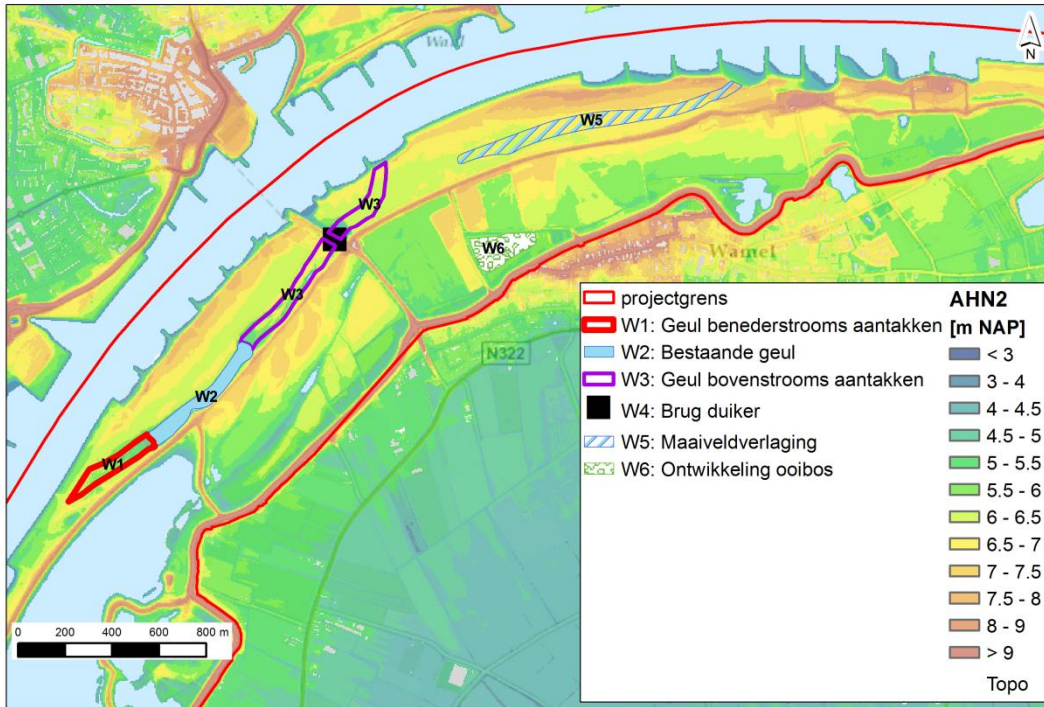 Waal
N
W5
W3
W6
Wamel
W3
N322
W2
W1
0 200 400 600 800 m
projectgrens
W1: Geul benederstrooms aantakken
W2: Bestaande geul
W3: Geul bovenstrooms aantakken
W4: Brug duiker
W5: Maaiveldverlaging
W6: Ontwikkeling ooibos
AHN2
[m NAP]
< 3
3 - 4
4 - 4.5
4.5 - 5
5 - 5.5
5.5 - 6
6 - 6.5
6.5 - 7
7 - 7.5
7.5 - 8
8 - 9
> 9
Topo